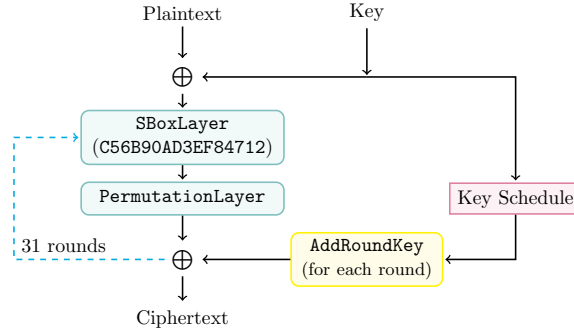 Plaintext
Key
SBoxLayer
(C56B90AD3EF84712)
PermutationLayer
Key Schedule
31 rounds
AddRoundKey
(for each round)
Ciphertext